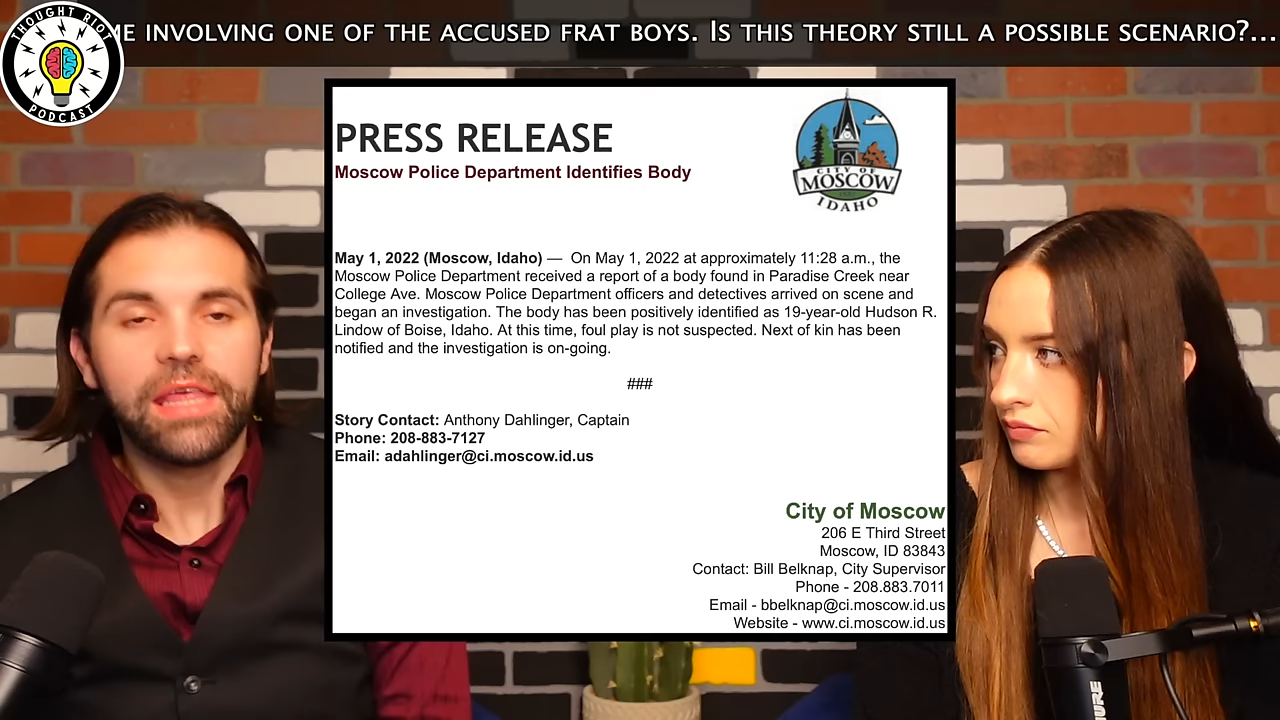 ME INVOLVING ONE OF THE ACCUSED FRAT BOYS. IS THIS THEORY STILL A POSSIBLE SCENARIO?...
THOUGHT RIOT
PODCAST
PRESS RELEASE
Moscow Police Department Identifies Body
CITY OF
MOSCOW
IDAHO
May 1, 2022 (Moscow, Idaho) — On May 1, 2022 at approximately 11:28 a.m., the
Moscow Police Department received a report of a body found in Paradise Creek near
College Ave. Moscow Police Department officers and detectives arrived on scene and
began an investigation. The body has been positively identified as 19-year-old Hudson R.
Lindow of Boise, Idaho. At this time, foul play is not suspected. Next of kin has been
notified and the investigation is on-going.
###
Story Contact: Anthony Dahlinger, Captain
Phone: 208-883-7127
Email: adahlinger@ci.moscow.id.us
City of Moscow
206 E Third Street
Moscow, ID 83843
Contact: Bill Belknap, City Supervisor
Phone - 208.883.7011
Email - bbelknap@ci.moscow.id.us
Website - www.ci.moscow.id.us